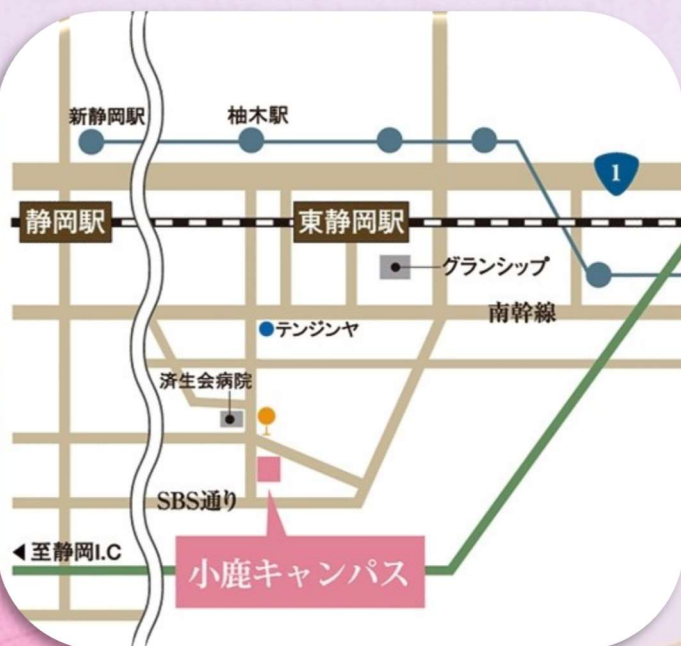 新静岡駅
柚木駅
1
静岡駅
東静岡駅
グランシップ
南幹線
テンジンヤ
済生会病院
SBS通り
◀至静岡I.C
小鹿キャンパス